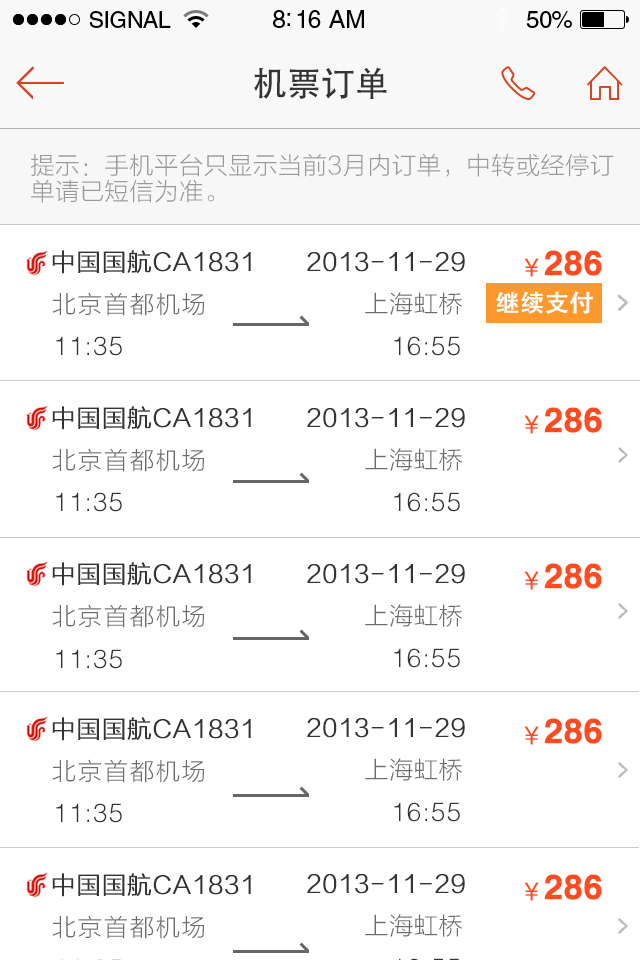 SIGNAL 8:16 AM 50%
机票订单
提示：手机平台只显示当前3月内订单，中转或经停订
单请已短信为准。
中国国航CA1831 2013-11-29 ¥286
北京首都机场 上海虹桥 继续支付
11:35 16:55
中国国航CA1831 2013-11-29 ¥286
北京首都机场 上海虹桥
11:35 16:55
中国国航CA1831 2013-11-29 ¥286
北京首都机场 上海虹桥
11:35 16:55
中国国航CA1831 2013-11-29 ¥286
北京首都机场 上海虹桥
11:35 16:55
中国国航CA1831 2013-11-29 ¥286
北京首都机场 上海虹桥